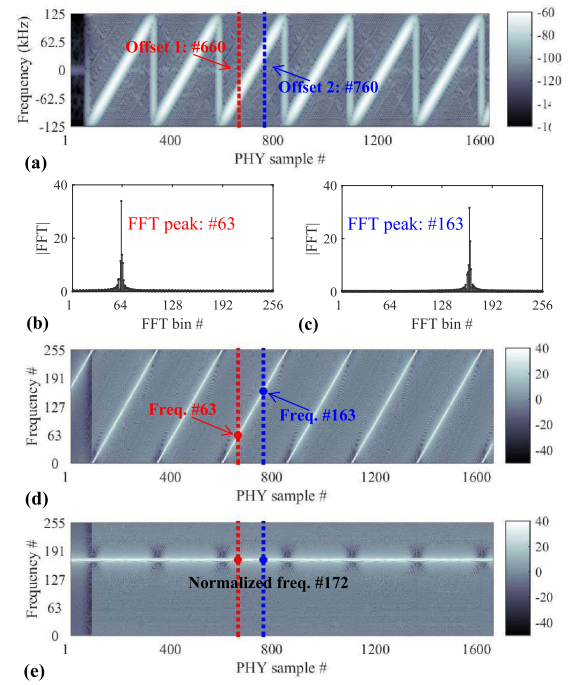 125
62.5
0
-62.5
-125
Frequency (kHz)
Offset 1: #660
Offset 2: #760
-60
-80
-100
-120
-140
-16
1
400
800
1200
1600
PHY sample #
(a)
40
20
0
|FFT|
FFT peak: #63
1
64
128
192
256
FFT bin #
(b)
40
20
0
|FFT|
FFT peak: #163
1
64
128
192
256
FFT bin #
(c)
255
191
127
63
0
Frequency #
Freq. #63
Freq. #163
40
20
0
-20
-40
1
400
800
1200
1600
PHY sample #
(d)
255
191
127
63
0
Frequency #
Normalized freq. #172
40
20
0
-20
-40
1
400
800
1200
1600
PHY sample #
(e)